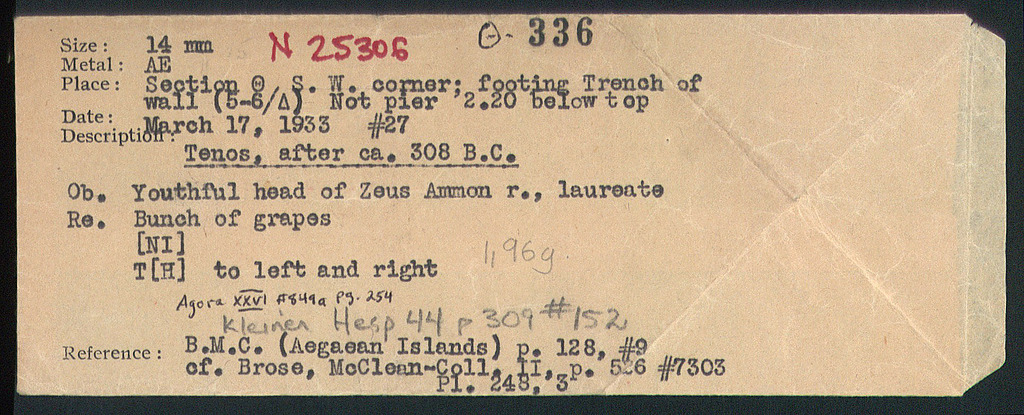 Θ- 336
Size: 14 mm N 25306
Metal: AE
Place: Section Θ, S. W. corner; footing Trench of
wall (5-6/Δ) Not pier 2.20 below top
Date: March 17, 1933 #27
Description:
Tenos, after ca. 308 B.C.
Ob. Youthful head of Zeus Ammon r., laureate
Re. Bunch of grapes
[NI]
T[H] to left and right
1,96g.
Agora XXVI #849a pg. 254
Kleiner Hesp 44 p 309 #152
Reference: B.M.C. (Aegaean Islands) p. 128, #9
cf. Brose, McClean-Coll. II, p. 526 #7303
Pl. 248, 3